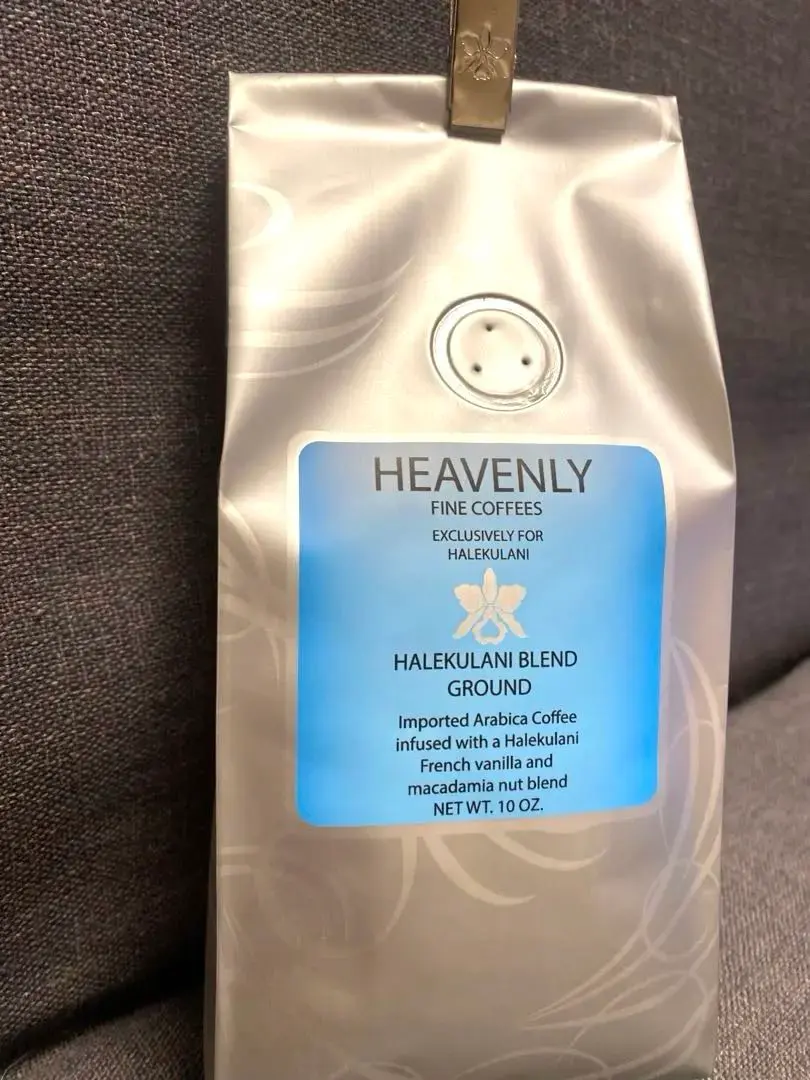 HEAVENLY
FINE COFFEES
EXCLUSIVELY FOR
HALEKULANI
HALEKULANI BLEND
GROUND
Imported Arabica Coffee
infused with a Halekulani
French vanilla and
macadamia nut blend
NET WT. 10 OZ.